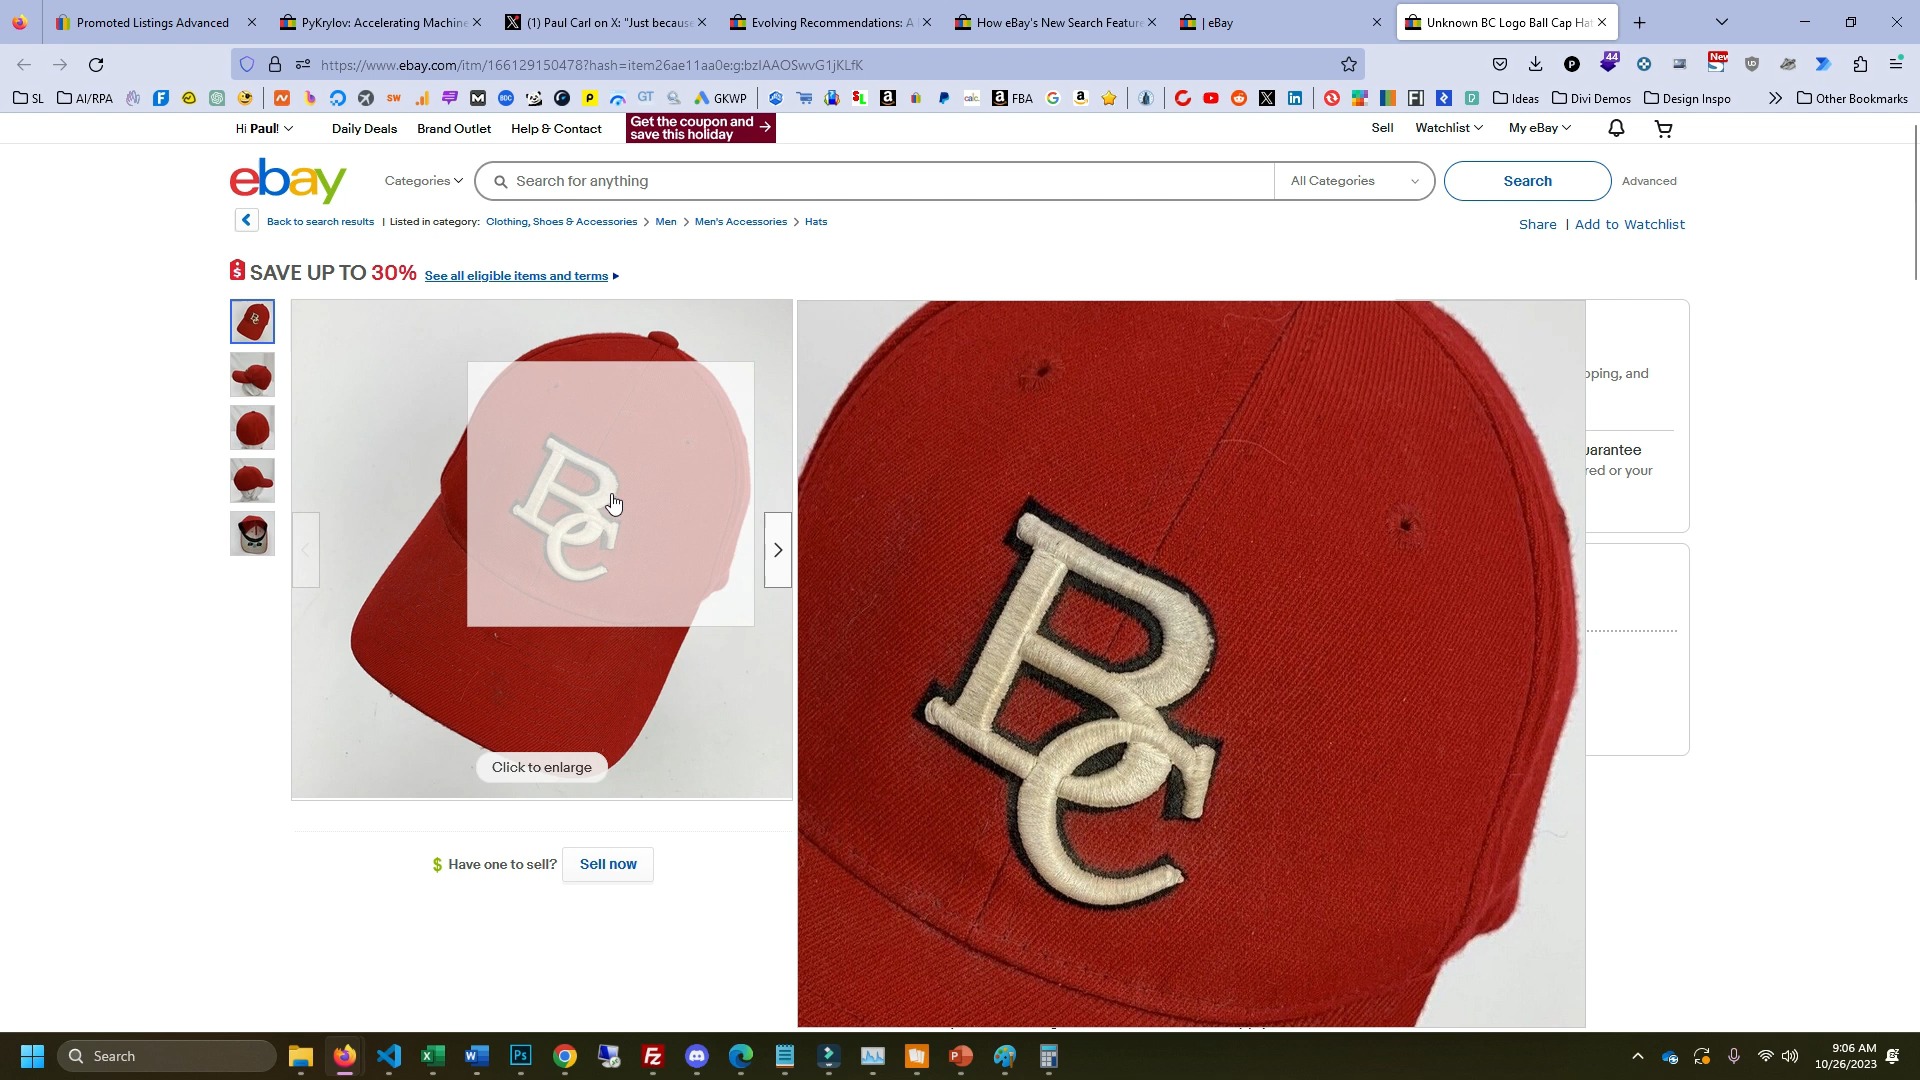 Promoted Listings Advanced
PyKrylov: Accelerating Machine
(1) Paul Carl on X: "Just because
Evolving Recommendations: A
How eBay's New Search Feature
| eBay
Unknown BC Logo Ball Cap Hat
https://www.ebay.com/itm/166129150478?hash=item26ae11aa0e:g:bzIAAOSwvG1jKLfK
44
New
SL
AI/RPA
GKWP
FBA
Ideas
Divi Demos
Design Inspo
Other Bookmarks
Hi Paul!
Daily Deals
Brand Outlet
Help & Contact
Get the coupon and
save this holiday
Sell
Watchlist
My eBay
ebay
Categories
Search for anything
All Categories
Search
Advanced
Back to search results
| Listed in category:
Clothing, Shoes & Accessories
Men
Men's Accessories
Hats
Share | Add to Watchlist
SAVE UP TO 30%
See all eligible items and terms
BC
BC
pping, and
uarantee
red or your
Click to enlarge
Have one to sell?
Sell now
Search
9:06 AM
10/26/2023